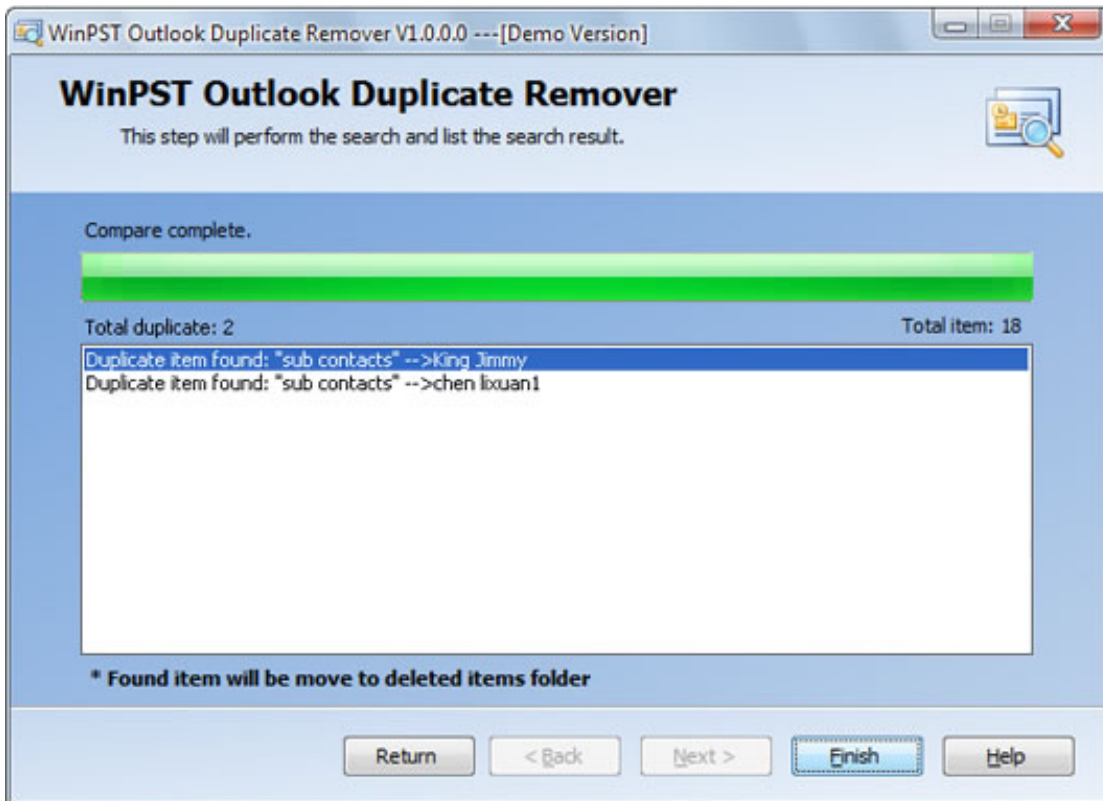 WinPST Outlook Duplicate Remover V1.0.0.0 ---[Demo Version]
WinPST Outlook Duplicate Remover
This step will perform the search and list the search result.
Compare complete.
Total duplicate: 2 Total item: 18
Duplicate item found: "sub contacts" -->King Jimmy
Duplicate item found: "sub contacts" -->chen lixuan1
* Found item will be move to deleted items folder
Return < Back Next > Finish Help